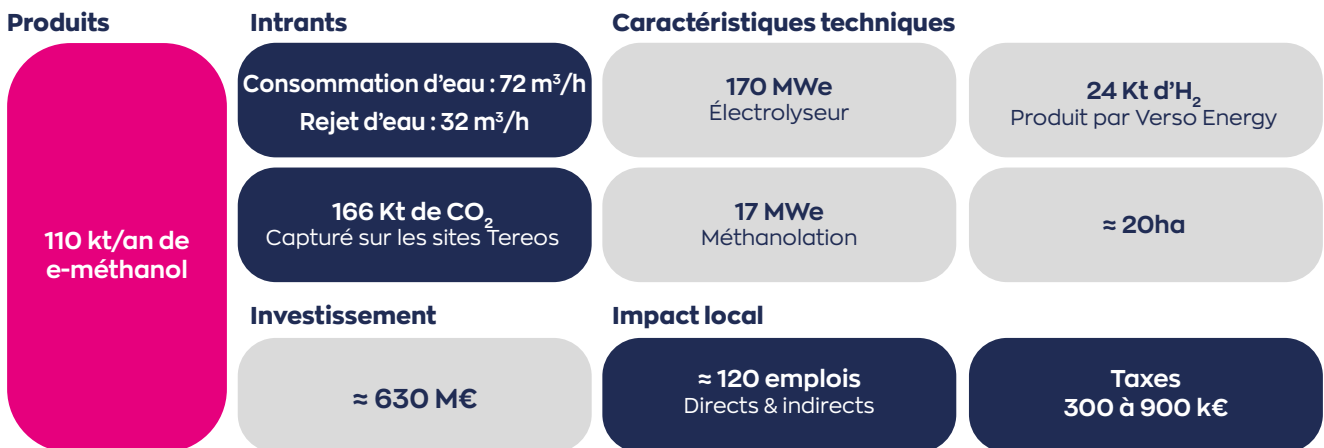 Produits
110 kt/an de
e-méthanol
Intrants
Consommation d'eau : 72 m³/h
Rejet d'eau : 32 m³/h
166 Kt de CO₂
Capturé sur les sites Tereos
Caractéristiques techniques
170 MWe
Électrolyseur
24 Kt d'H₂
Produit par Verso Energy
17 MWe
Méthanolation
≈ 20ha
Investissement
≈ 630 M€
Impact local
≈ 120 emplois
Directs & indirects
Taxes
300 à 900 k€